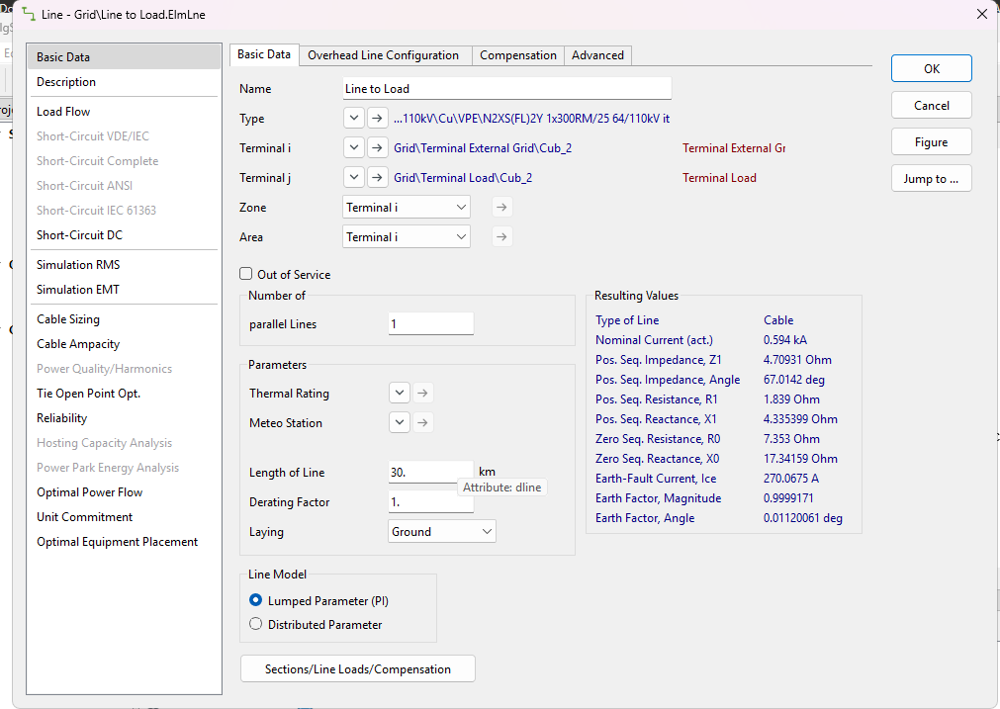 Line - Grid\Line to Load.ElmLne
Basic Data
Description
Load Flow
Short-Circuit VDE/IEC
Short-Circuit Complete
Short-Circuit ANSI
Short-Circuit IEC 61363
Short-Circuit DC
Simulation RMS
Simulation EMT
Cable Sizing
Cable Ampacity
Power Quality/Harmonics
Tie Open Point Opt.
Reliability
Hosting Capacity Analysis
Power Park Energy Analysis
Optimal Power Flow
Unit Commitment
Optimal Equipment Placement
Basic Data Overhead Line Configuration Compensation Advanced
Name Line to Load
Type ...110kV\Cu\VPE\N2XS(FL)2Y 1x300RM/25 64/110kV it
Terminal i Grid\Terminal External Grid\Cub_2 Terminal External Gr
Terminal j Grid\Terminal Load\Cub_2 Terminal Load
Zone Terminal i
Area Terminal i
Out of Service
Number of
parallel Lines 1
Parameters
Thermal Rating
Meteo Station
Length of Line 30. km
Attribute: dline
Derating Factor 1.
Laying Ground
Line Model
Lumped Parameter (PI)
Distributed Parameter
Sections/Line Loads/Compensation
Resulting Values
Type of Line Cable
Nominal Current (act.) 0.594 kA
Pos. Seq. Impedance, Z1 4.70931 Ohm
Pos. Seq. Impedance, Angle 67.0142 deg
Pos. Seq. Resistance, R1 1.839 Ohm
Pos. Seq. Reactance, X1 4.335399 Ohm
Zero Seq. Resistance, R0 7.353 Ohm
Zero Seq. Reactance, X0 17.34159 Ohm
Earth-Fault Current, Ice 270.0675 A
Earth Factor, Magnitude 0.9999171
Earth Factor, Angle 0.01120061 deg
OK
Cancel
Figure
Jump to ...